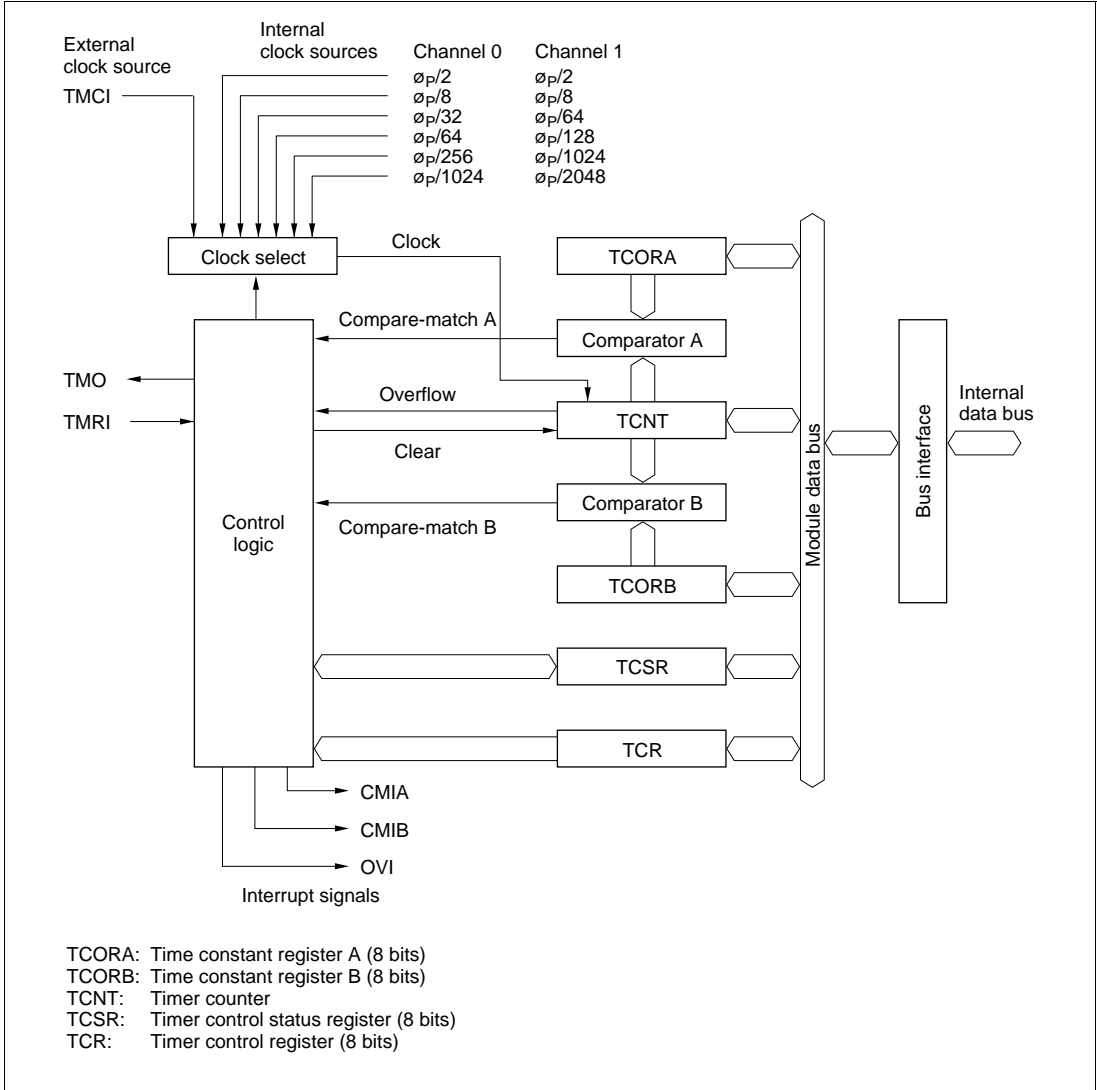 External
clock source
TMCI
Internal
clock sources
Channel 0 Channel 1
øP/2 øP/2
øP/8 øP/8
øP/32 øP/64
øP/64 øP/128
øP/256 øP/1024
øP/1024 øP/2048
Clock select
Clock
TCORA
Compare-match A
Comparator A
TMO
TMRI
Overflow
TCNT
Clear
Comparator B
Compare-match B
Control
logic
TCORB
TCSR
TCR
Module data bus
Bus interface
Internal
data bus
CMIA
CMIB
OVI
Interrupt signals
TCORA: Time constant register A (8 bits)
TCORB: Time constant register B (8 bits)
TCNT: Timer counter
TCSR: Timer control status register (8 bits)
TCR: Timer control register (8 bits)